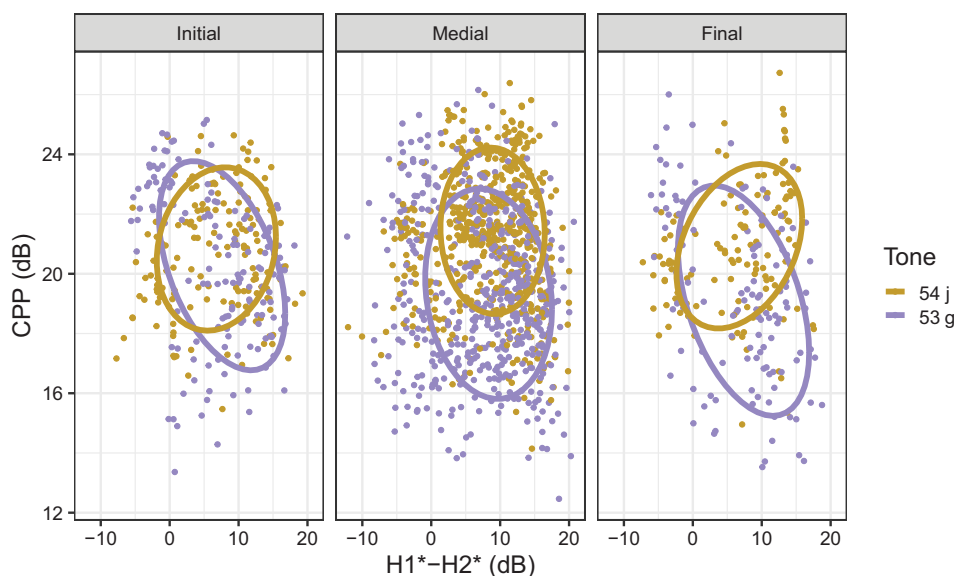 Initial Medial Final
24
20
16
12
−10 0 10 20 −10 0 10 20 −10 0 10 20
CPP (dB)
H1*−H2* (dB)
Tone
54 j
53 g